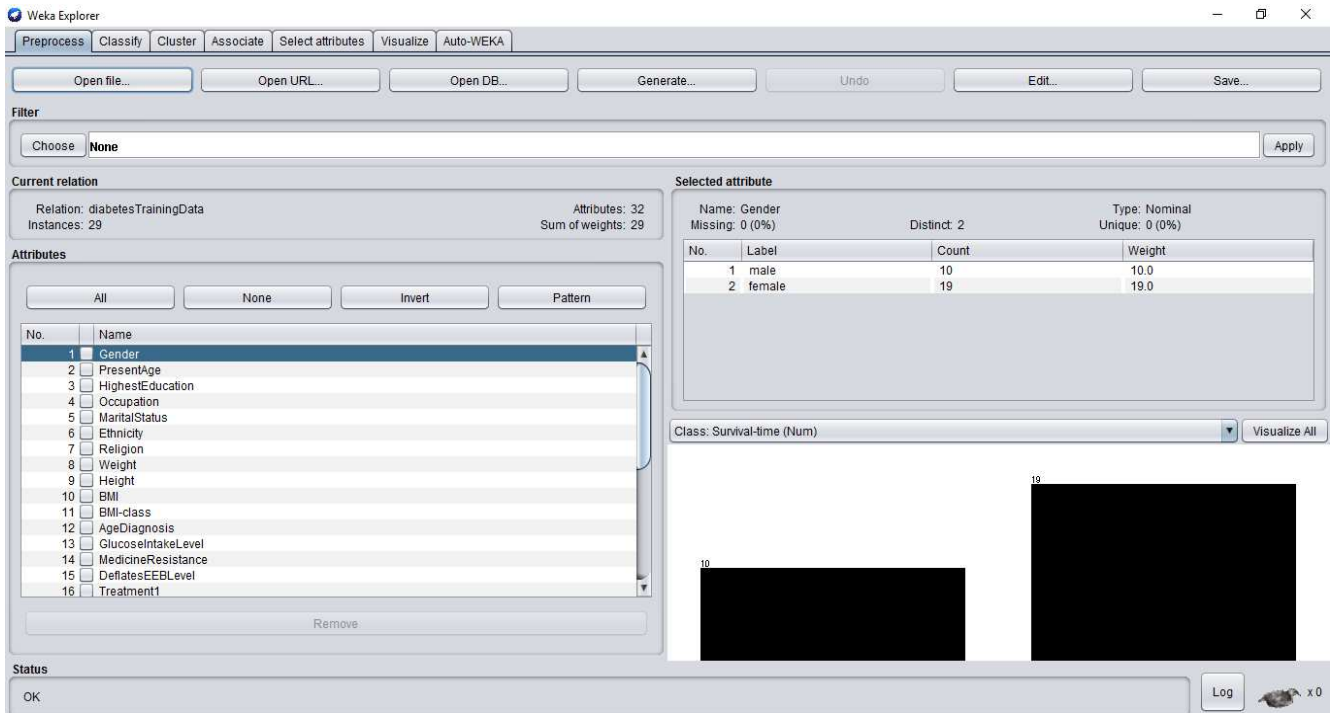 Weka Explorer
Preprocess Classify Cluster Associate Select attributes Visualize Auto-WEKA
Open file... Open URL... Open DB... Generate... Undo Edit... Save...
Filter
Choose None Apply
Current relation
Relation: diabetesTrainingData Attributes: 32
Instances: 29 Sum of weights: 29
Attributes
All None Invert Pattern
No. Name
1 Gender
2 PresentAge
3 HighestEducation
4 Occupation
5 MaritalStatus
6 Ethnicity
7 Religion
8 Weight
9 Height
10 BMI
11 BMI-class
12 AgeDiagnosis
13 GlucoseIntakeLevel
14 MedicineResistance
15 DeflatesEEBLevel
16 Treatment1
Remove
Selected attribute
Name: Gender Type: Nominal
Missing: 0 (0%) Distinct: 2 Unique: 0 (0%)
No. Label Count Weight
1 male 10 10.0
2 female 19 19.0
Class: Survival-time (Num) Visualize All
19
10
Status
OK Log x 0